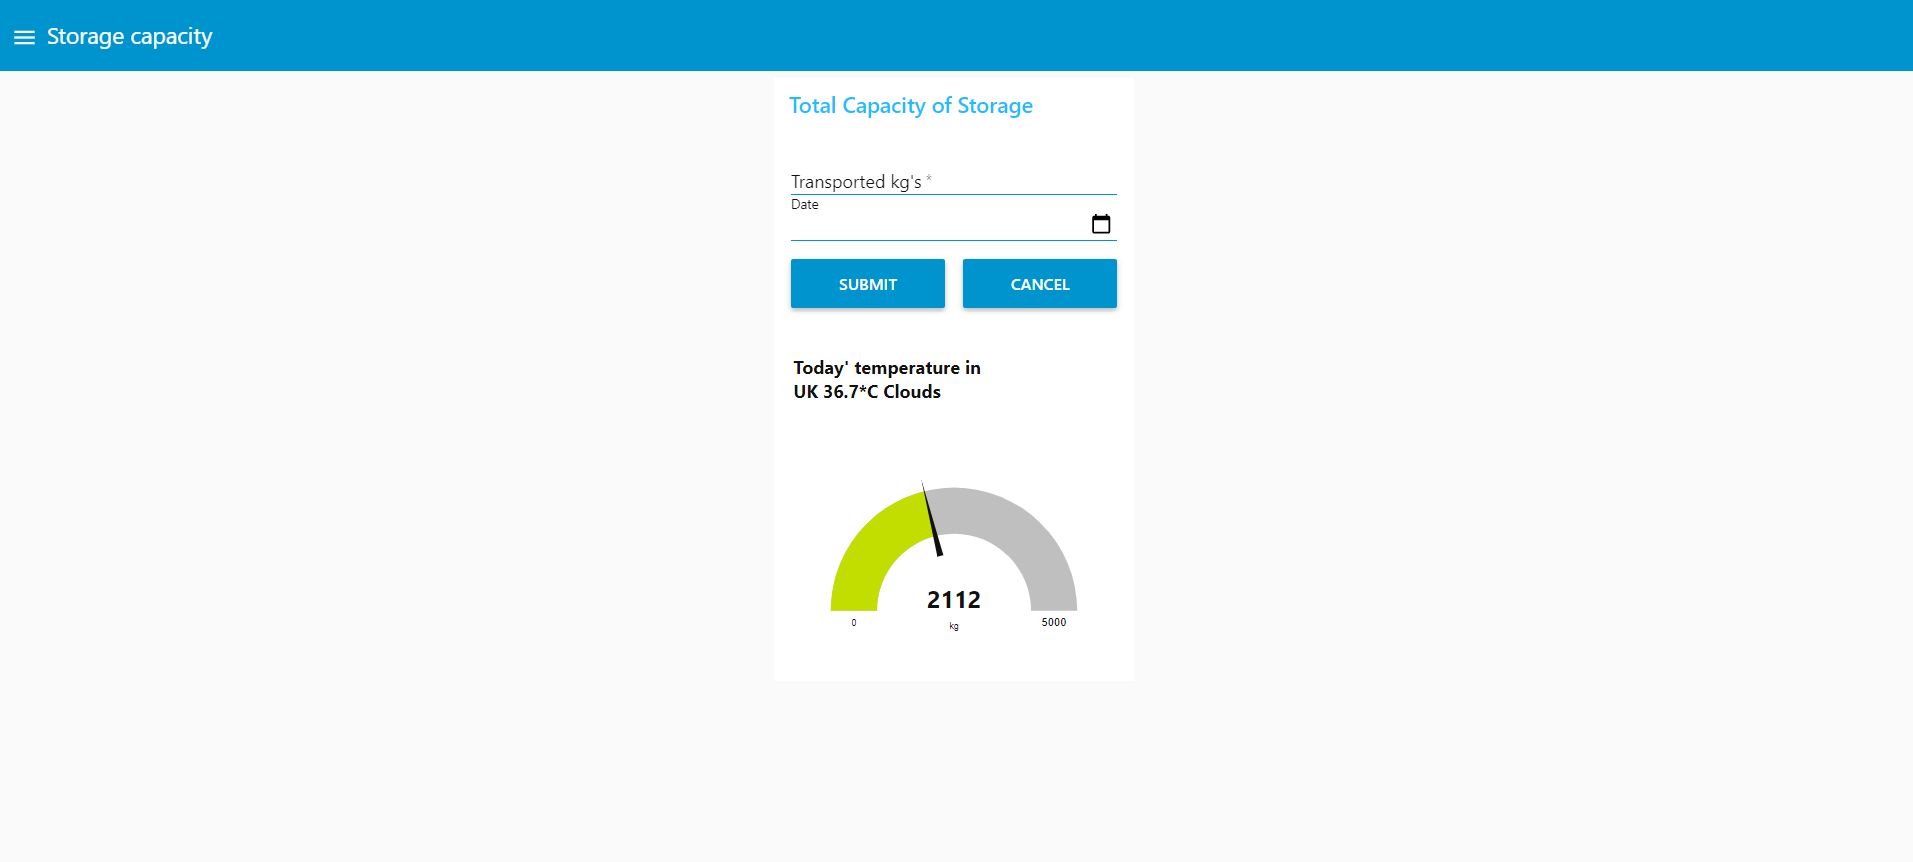 Storage capacity
Total Capacity of Storage
Transported kg's *
Date
SUBMIT
CANCEL
Today' temperature in
UK 36.7*C Clouds
2112
0
kg
5000